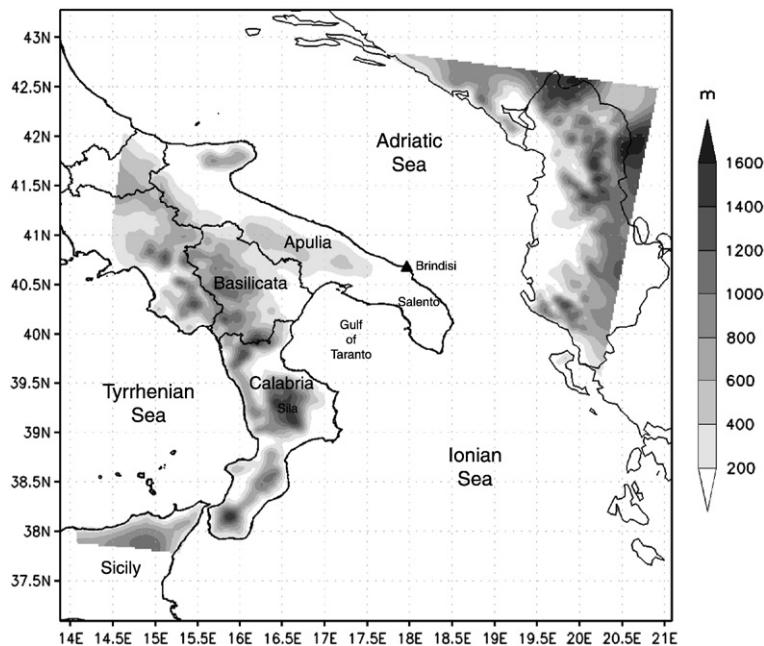 43N
42.5N
42N
41.5N
41N
40.5N
40N
39.5N
39N
38.5N
38N
37.5N
Adriatic
Sea
Apulia
Brindisi
Basilicata
Salento
Gulf
of
Taranto
Calabria
Sila
Tyrrhenian
Sea
Ionian
Sea
Sicily
14E 14.5E 15E 15.5E 16E 16.5E 17E 17.5E 18E 18.5E 19E 19.5E 20E 20.5E 21E
m
1600
1400
1200
1000
800
600
400
200